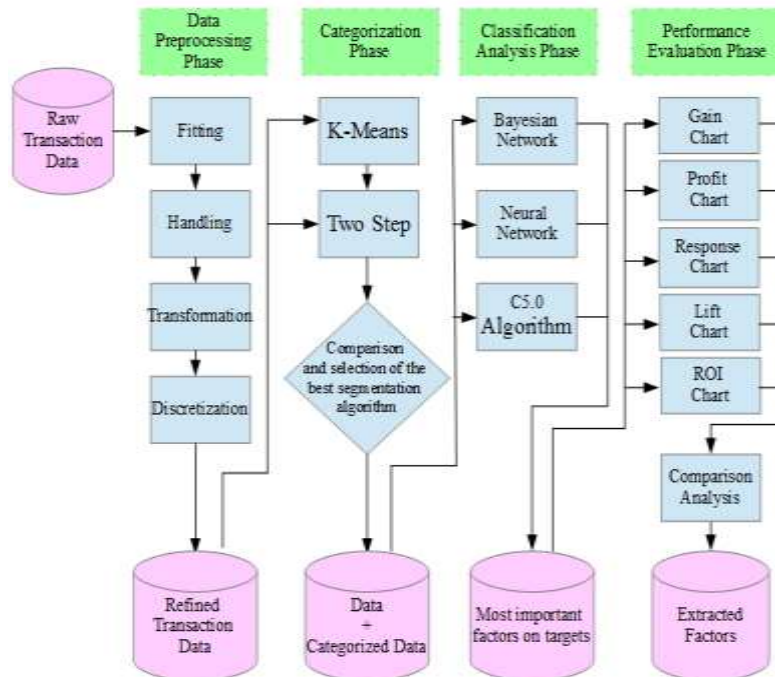 Data
Preprocessing
Phase
Categorization
Phase
Classification
Analysis Phase
Performance
Evaluation Phase
Raw
Transaction
Data
Fitting
Handling
Transformation
Discretization
Refined
Transaction
Data
K-Means
Two Step
Comparison
and selection of the
best segmentation
algorithm
Data
+
Categorized Data
Bayesian
Network
Neural
Network
C5.0
Algorithm
Most important
factors on targets
Gain
Chart
Profit
Chart
Response
Chart
Lift
Chart
ROI
Chart
Comparison
Analysis
Extracted
Factors